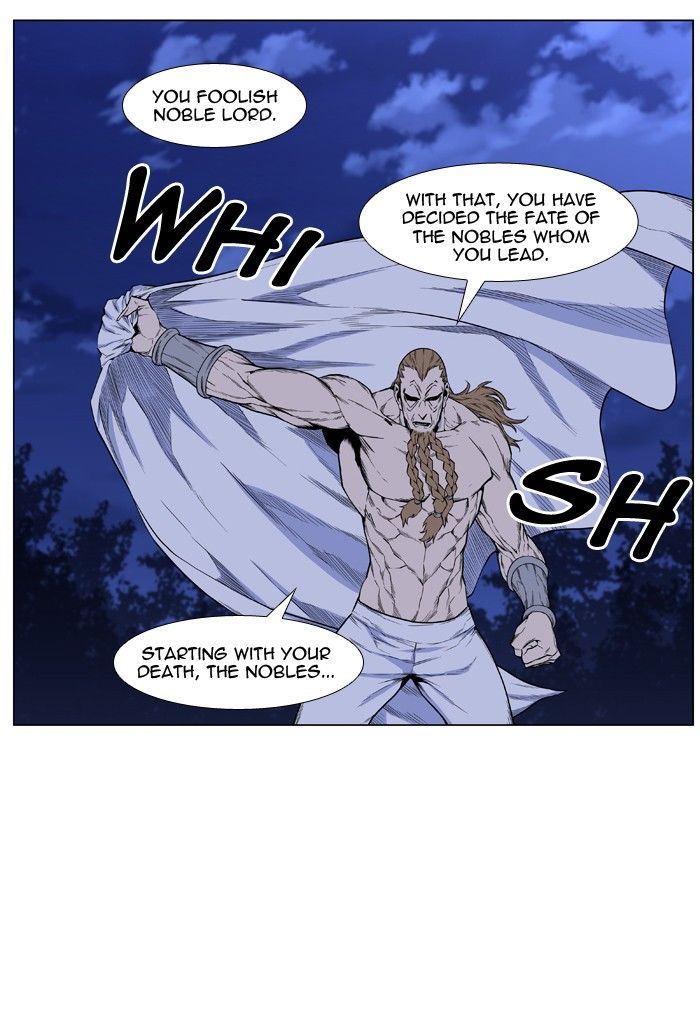 YOU FOOLISH
NOBLE LORD.
WHI
WITH THAT, YOU HAVE
DECIDED THE FATE OF
THE NOBLES WHOM
YOU LEAD.
SH
STARTING WITH YOUR
DEATH, THE NOBLES...